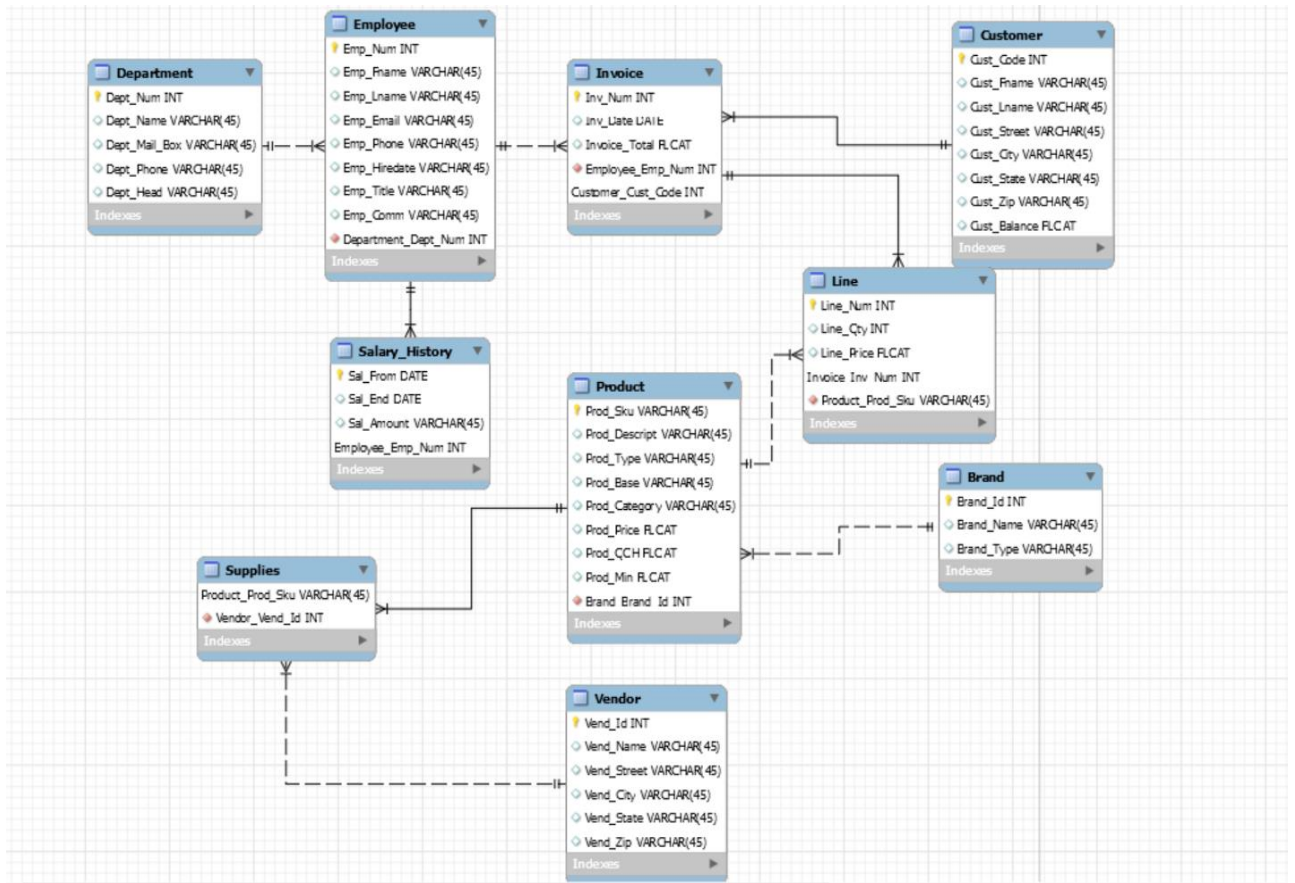 Department
Dept_Num INT
Dept_Name VARCHAR(45)
Dept_Mail_Box VARCHAR(45)
Dept_Phone VARCHAR(45)
Dept_Head VARCHAR(45)
Indexes
Employee
Emp_Num INT
Emp_Fname VARCHAR(45)
Emp_Lname VARCHAR(45)
Emp_Email VARCHAR(45)
Emp_Phone VARCHAR(45)
Emp_Hiredate VARCHAR(45)
Emp_Title VARCHAR(45)
Emp_Comm VARCHAR(45)
Department_Dept_Num INT
Indexes
Invoice
Inv_Num INT
Inv_Date DATE
Invoice_Total FLOAT
Employee_Emp_Num INT
Customer_Cust_Code INT
Indexes
Customer
Cust_Code INT
Cust_Fname VARCHAR(45)
Cust_Lname VARCHAR(45)
Cust_Street VARCHAR(45)
Cust_City VARCHAR(45)
Cust_State VARCHAR(45)
Cust_Zip VARCHAR(45)
Cust_Balance FLOAT
Indexes
Line
Line_Num INT
Line_Qty INT
Line_Price FLOAT
Invoice_Inv_Num INT
Product_Prod_Sku VARCHAR(45)
Indexes
Salary_History
Sal_From DATE
Sal_End DATE
Sal_Amount VARCHAR(45)
Employee_Emp_Num INT
Indexes
Product
Prod_Sku VARCHAR(45)
Prod_Descript VARCHAR(45)
Prod_Type VARCHAR(45)
Prod_Base VARCHAR(45)
Prod_Category VARCHAR(45)
Prod_Price FLOAT
Prod_QOH FLOAT
Prod_Min FLOAT
Brand_Brand_Id INT
Indexes
Brand
Brand_Id INT
Brand_Name VARCHAR(45)
Brand_Type VARCHAR(45)
Indexes
Supplies
Product_Prod_Sku VARCHAR(45)
Vendor_Vend_Id INT
Indexes
Vendor
Vend_Id INT
Vend_Name VARCHAR(45)
Vend_Street VARCHAR(45)
Vend_City VARCHAR(45)
Vend_State VARCHAR(45)
Vend_Zip VARCHAR(45)
Indexes